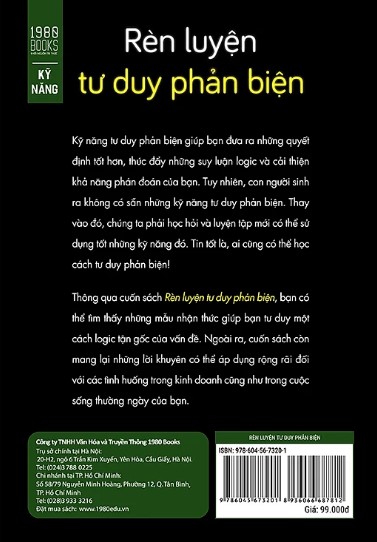 1980
BOOKS
KỸ
NĂNG
Rèn luyện
tư duy phản biện
Kỹ năng tư duy phản biện giúp bạn đưa ra những quyết
định tốt hơn, thúc đẩy những suy luận logic và cải thiện
khả năng phán đoán của bạn. Tuy nhiên, con người sinh
ra không có sẵn những kỹ năng tư duy phản biện. Thay
vào đó, chúng ta phải học hỏi và luyện tập mới có thể sử
dụng tốt những kỹ năng đó. Tin tốt là, ai cũng có thể học
cách tư duy phản biện!
Thông qua cuốn sách Rèn luyện tư duy phản biện, bạn có
thể tìm thấy những mẫu nhận thức giúp bạn tư duy một
cách logic tận gốc của vấn đề. Ngoài ra, cuốn sách còn
mang lại những lời khuyên có thể áp dụng rộng rãi đối
với các tình huống trong kinh doanh cũng như trong cuộc
sống thường ngày của bạn.
Công ty TNHH Văn Hóa và Truyền Thông 1980 Books
Trụ sở chính tại Hà Nội:
20-H2, ngõ 6 Trần Kim Xuyến, Yên Hòa, Cầu Giấy, Hà Nội.
Tel: (024)3 788 0225
Chi nhánh tại TP. Hồ Chí Minh:
Số 58/79 Nguyễn Minh Hoàng, Phường 12, Q.Tân Bình,
TP. Hồ Chí Minh
Tel: (028)3 933 3216
Đặt mua sách: www.1980edu.vn
RÈN LUYỆN TƯ DUY PHẢN BIỆN
ISBN: 978-604-56-7320-1
9 786045 673201
8 936066 687812
Giá: 99.000đ